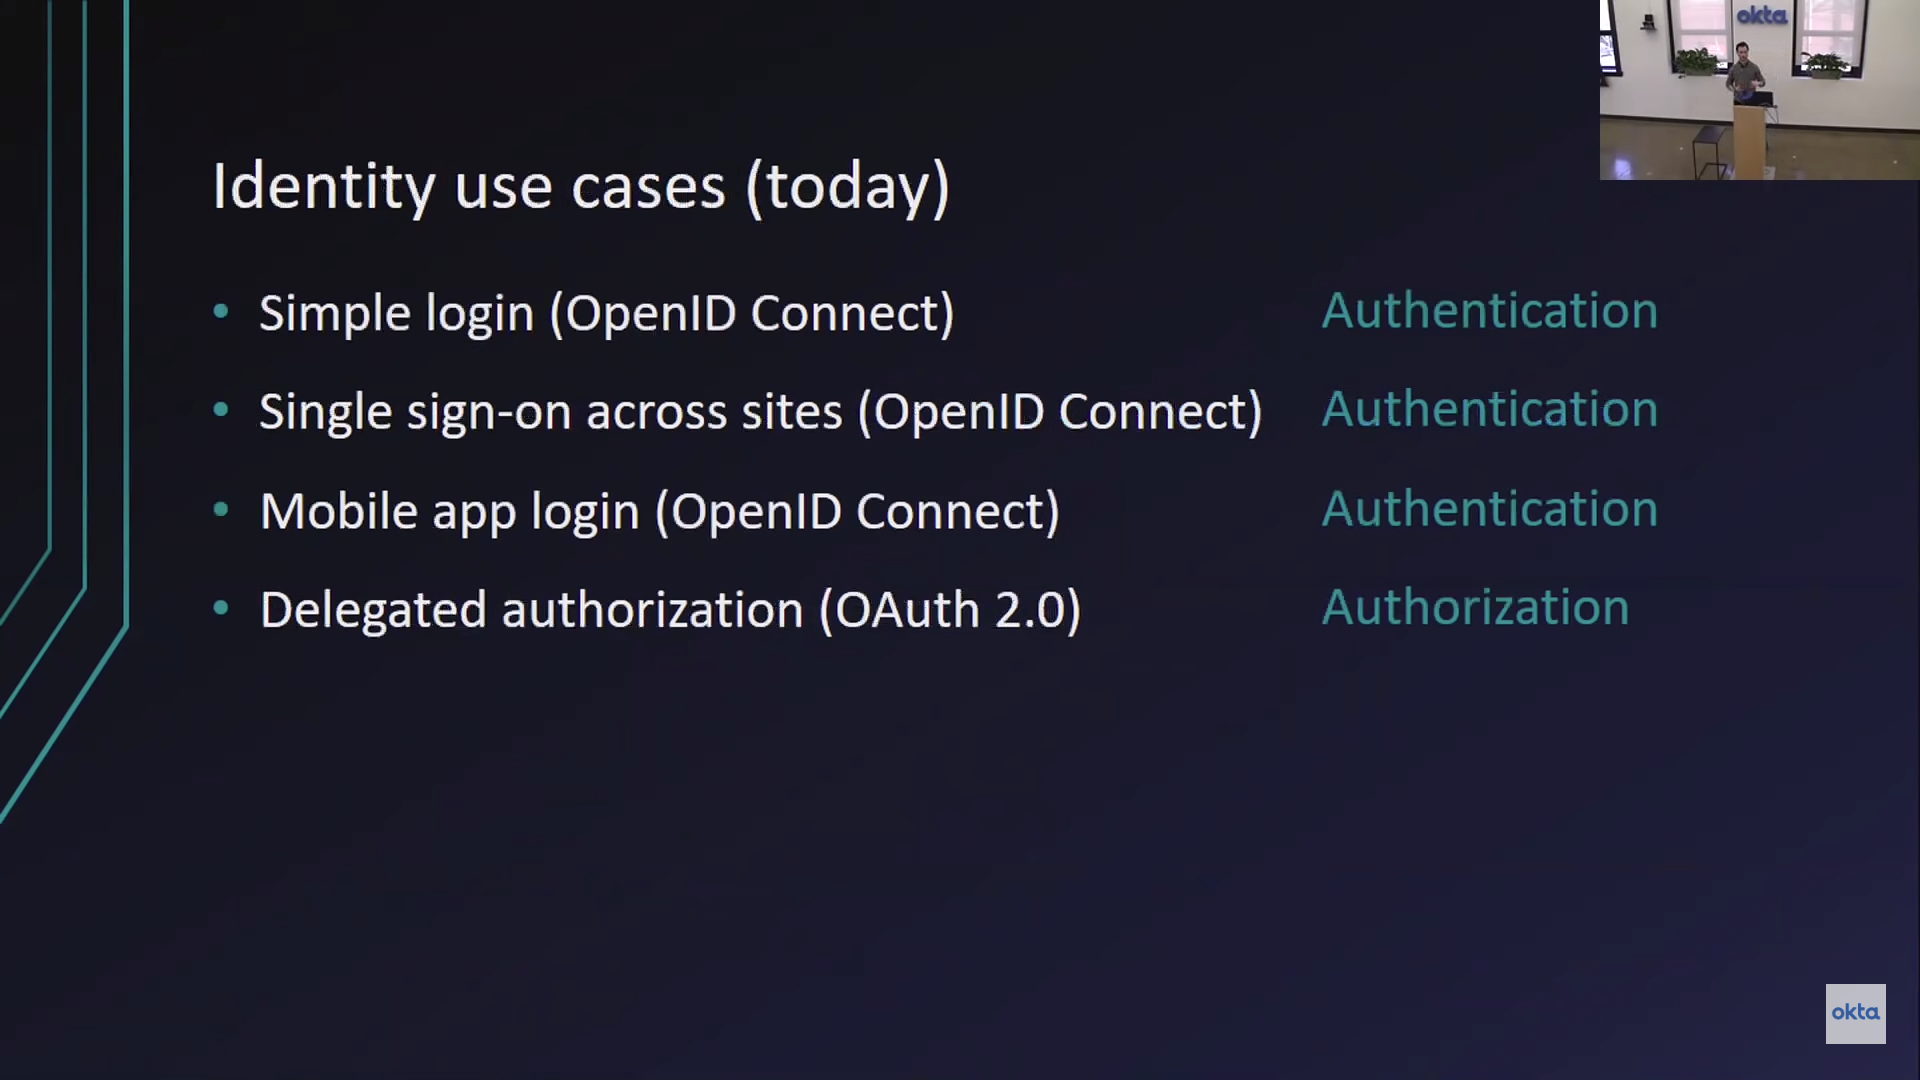 okta
Identity use cases (today)
• Simple login (OpenID Connect) Authentication
• Single sign-on across sites (OpenID Connect) Authentication
• Mobile app login (OpenID Connect) Authentication
• Delegated authorization (OAuth 2.0) Authorization
okta